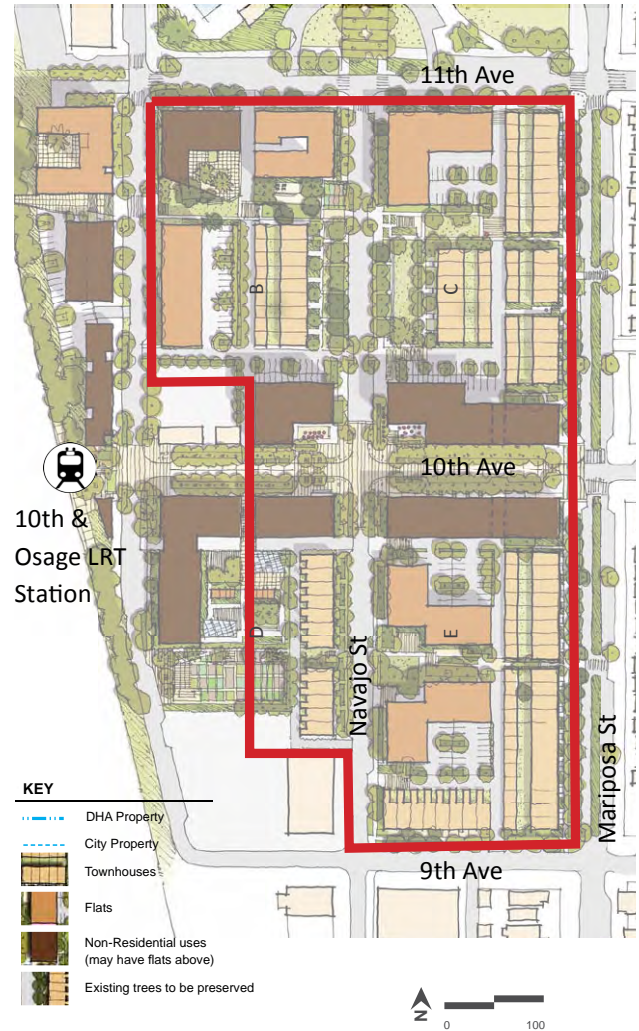 11th Ave
B
C
10th Ave
10th &
Osage LRT
Station
D
E
Navajo St
Mariposa St
9th Ave
KEY
DHA Property
City Property
Townhouses
Flats
Non-Residential uses
(may have flats above)
Existing trees to be preserved
N
0 100